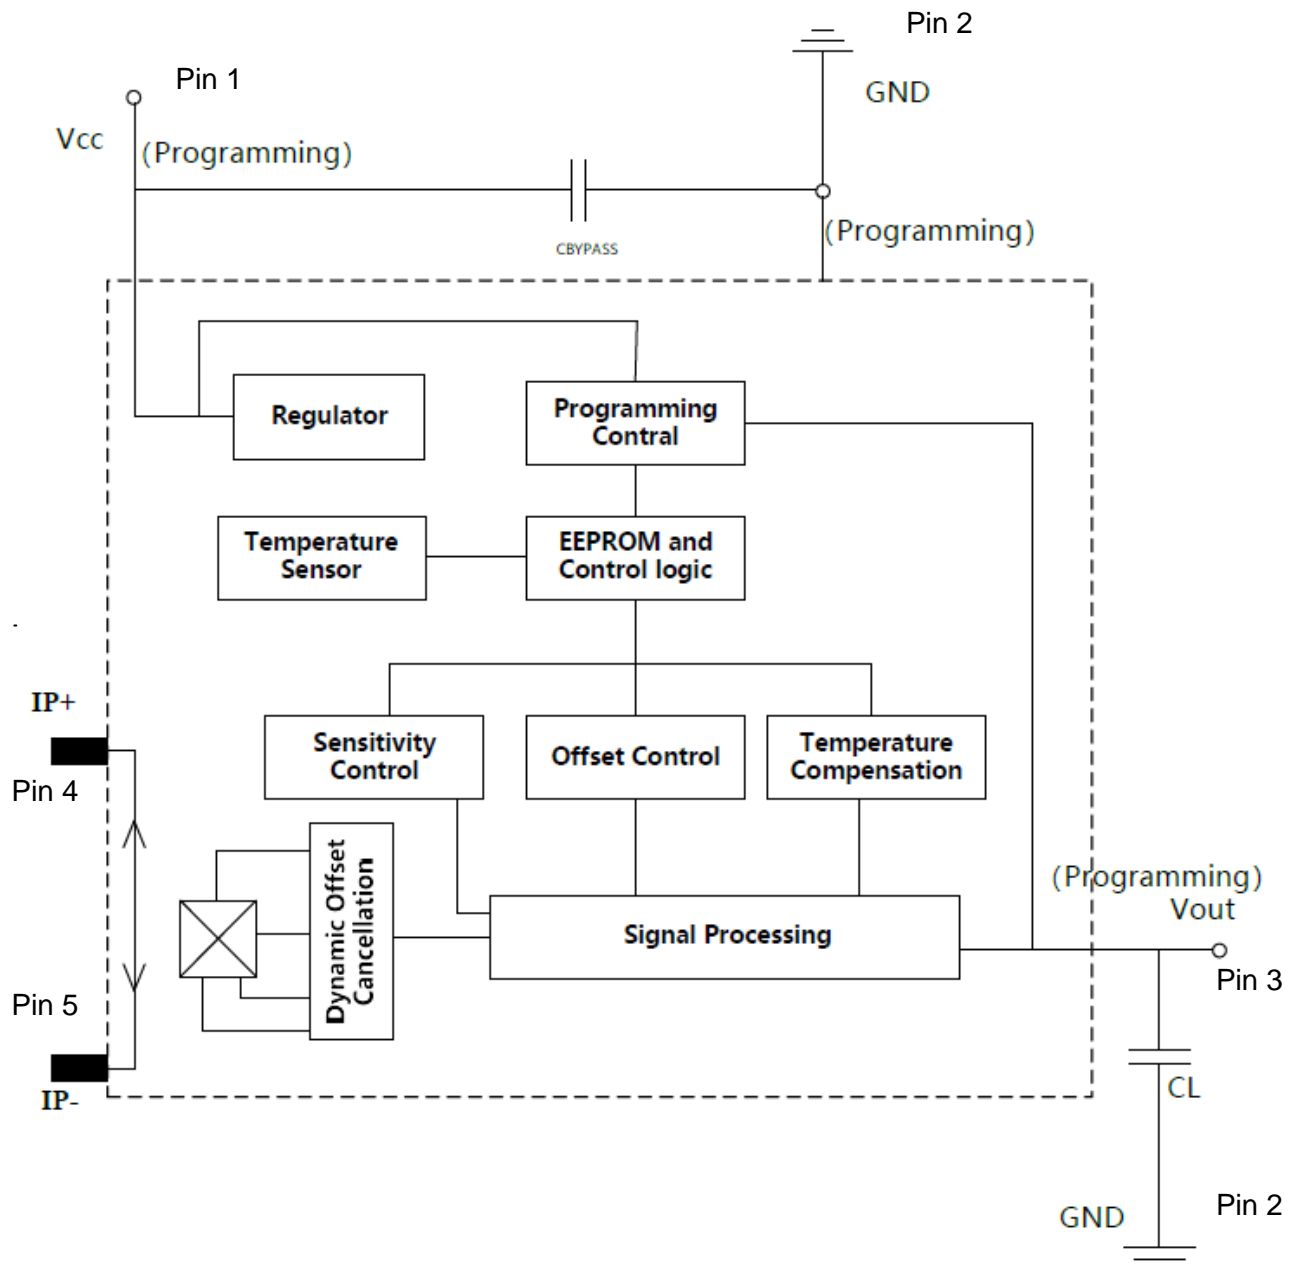 Pin 2
Pin 1
GND
Vcc
(Programming)
(Programming)
CBYPASS
Regulator
Programming
Contral
Temperature
Sensor
EEPROM and
Control logic
IP+
Pin 4
Sensitivity
Control
Offset Control
Temperature
Compensation
Dynamic Offset
Cancellation
Signal Processing
(Programming)
Vout
Pin 3
Pin 5
IP-
CL
GND
Pin 2